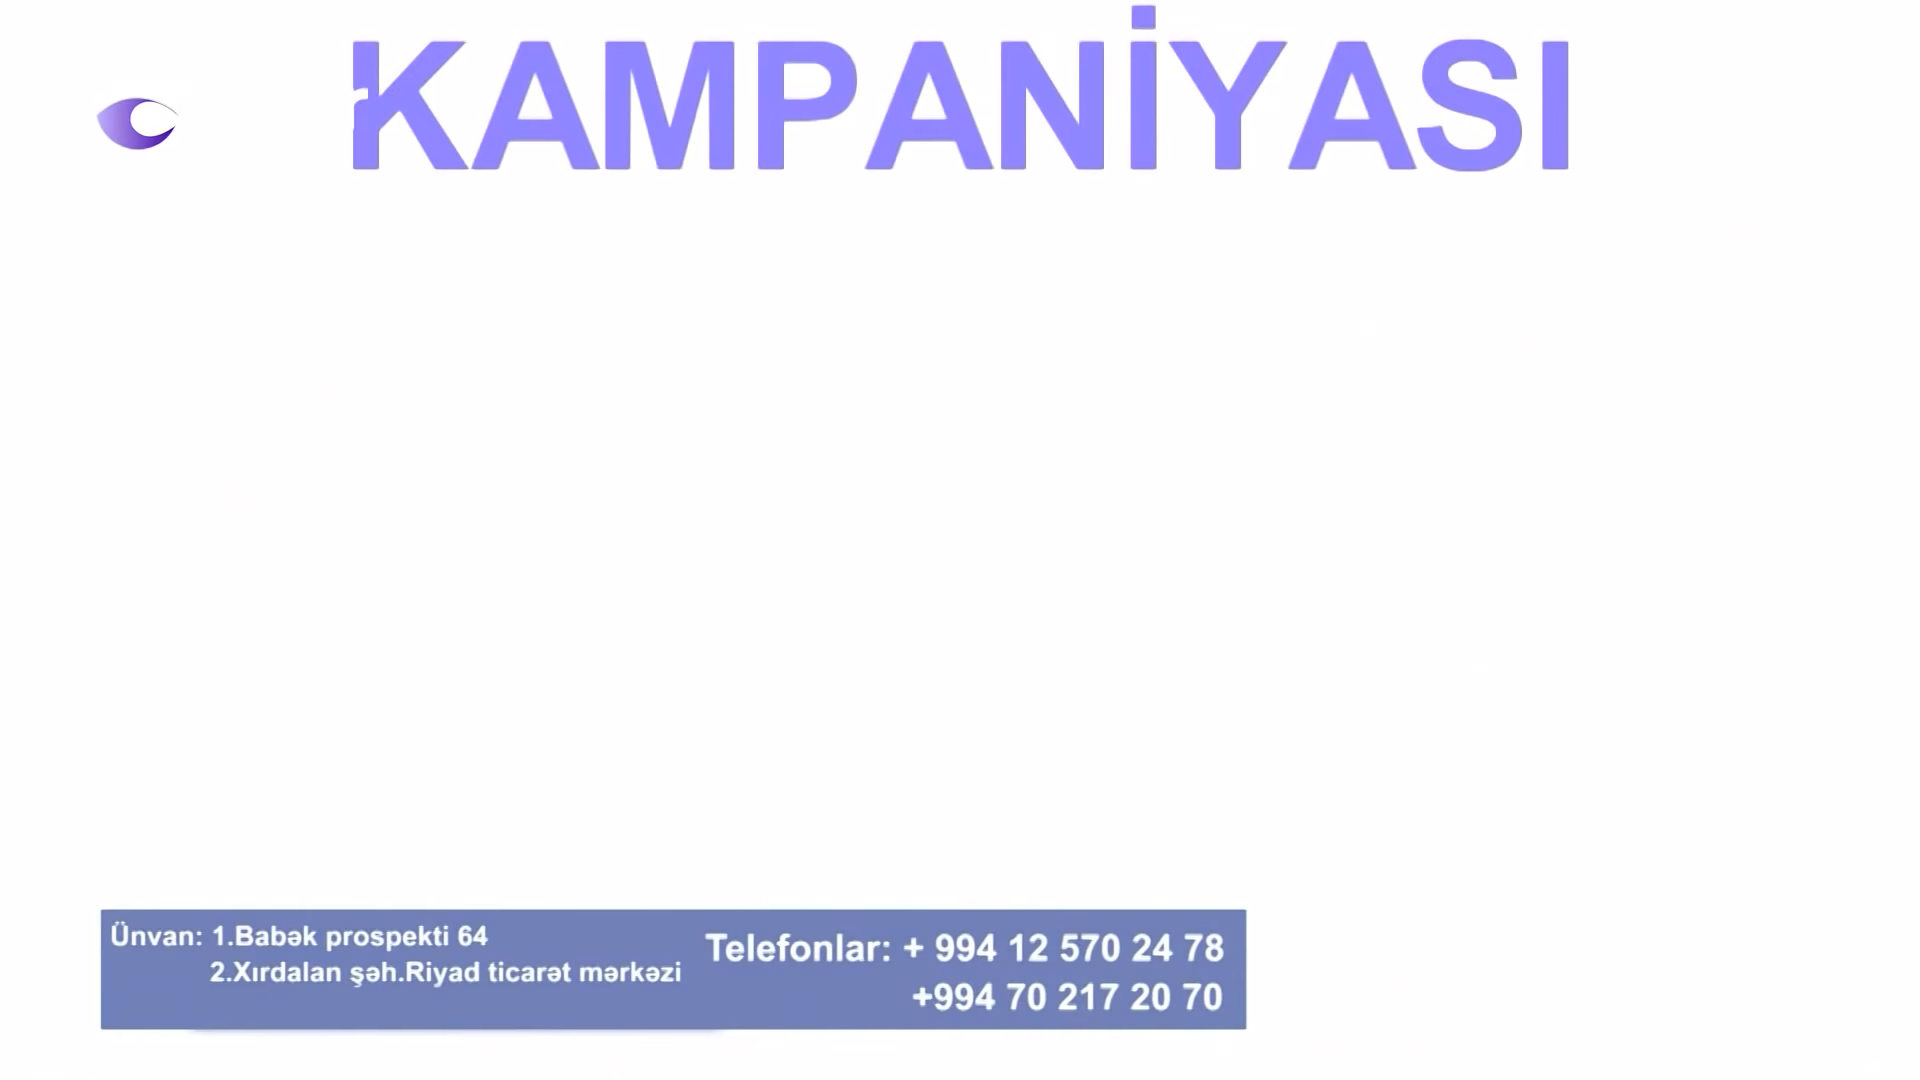 KAMPANİYASI
Ünvan: 1.Babək prospekti 64
2.Xırdalan şəh.Riyad ticarət mərkəzi
Telefonlar: + 994 12 570 24 78
+994 70 217 20 70